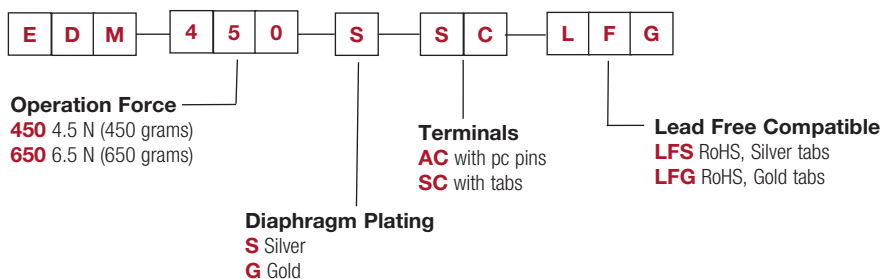 E D M 4 5 0 S S C L F G
Operation Force
450 4.5 N (450 grams)
650 6.5 N (650 grams)
Terminals
AC with pc pins
SC with tabs
Lead Free Compatible
LFS RoHS, Silver tabs
LFG RoHS, Gold tabs
Diaphragm Plating
S Silver
G Gold